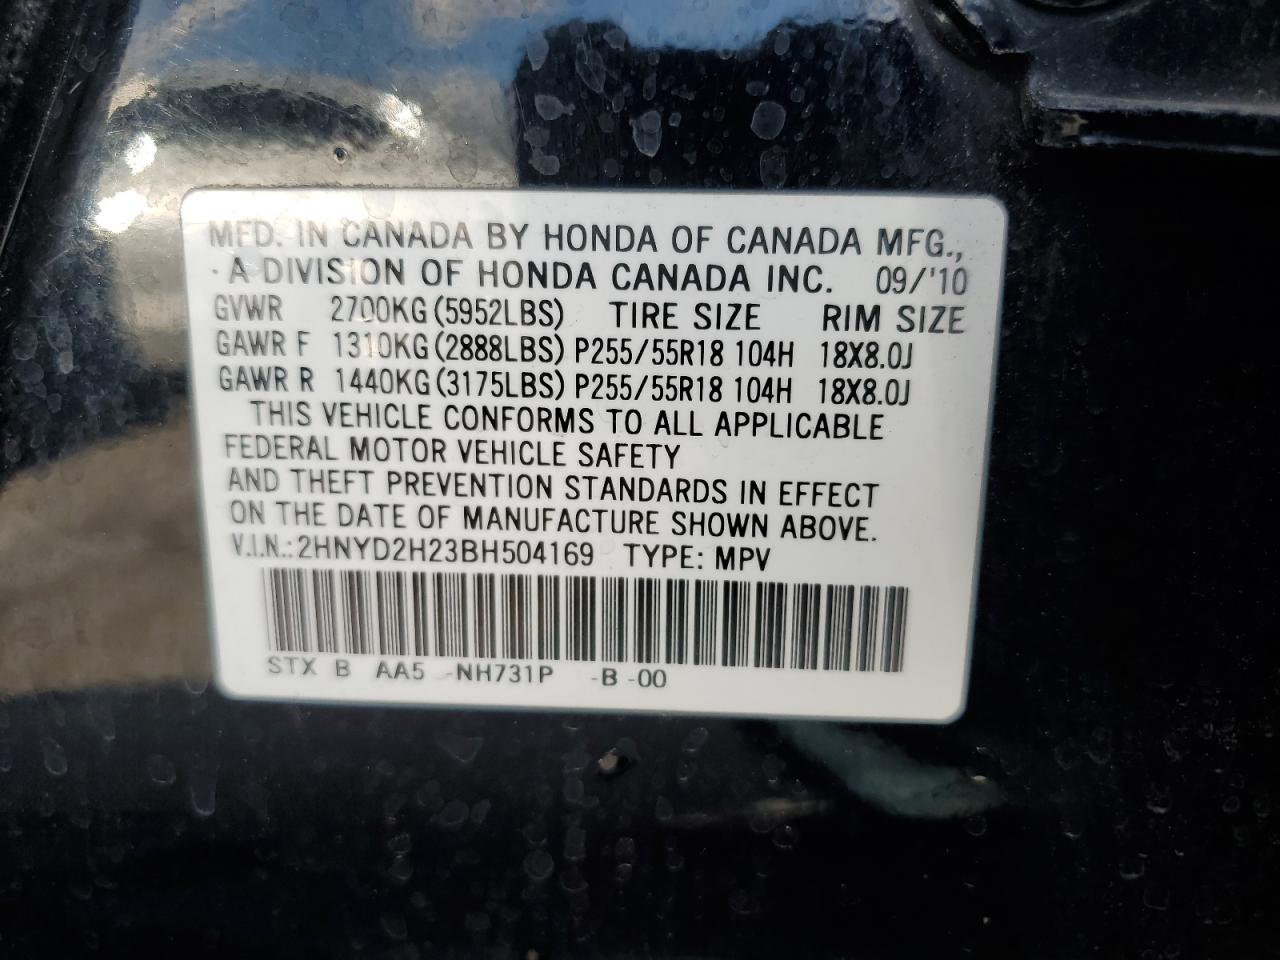 MFD. IN CANADA BY HONDA OF CANADA MFG.,
A DIVISION OF HONDA CANADA INC. 09/'10
GVWR 2700KG (5952LBS) TIRE SIZE RIM SIZE
GAWR F 1310KG (2888LBS) P255/55R18 104H 18X8.0J
GAWR R 1440KG (3175LBS) P255/55R18 104H 18X8.0J
THIS VEHICLE CONFORMS TO ALL APPLICABLE
FEDERAL MOTOR VEHICLE SAFETY
AND THEFT PREVENTION STANDARDS IN EFFECT
ON THE DATE OF MANUFACTURE SHOWN ABOVE.
V.I.N.: 2HNYD2H23BH504169 TYPE: MPV
STX B AA5 -NH731P -B -00